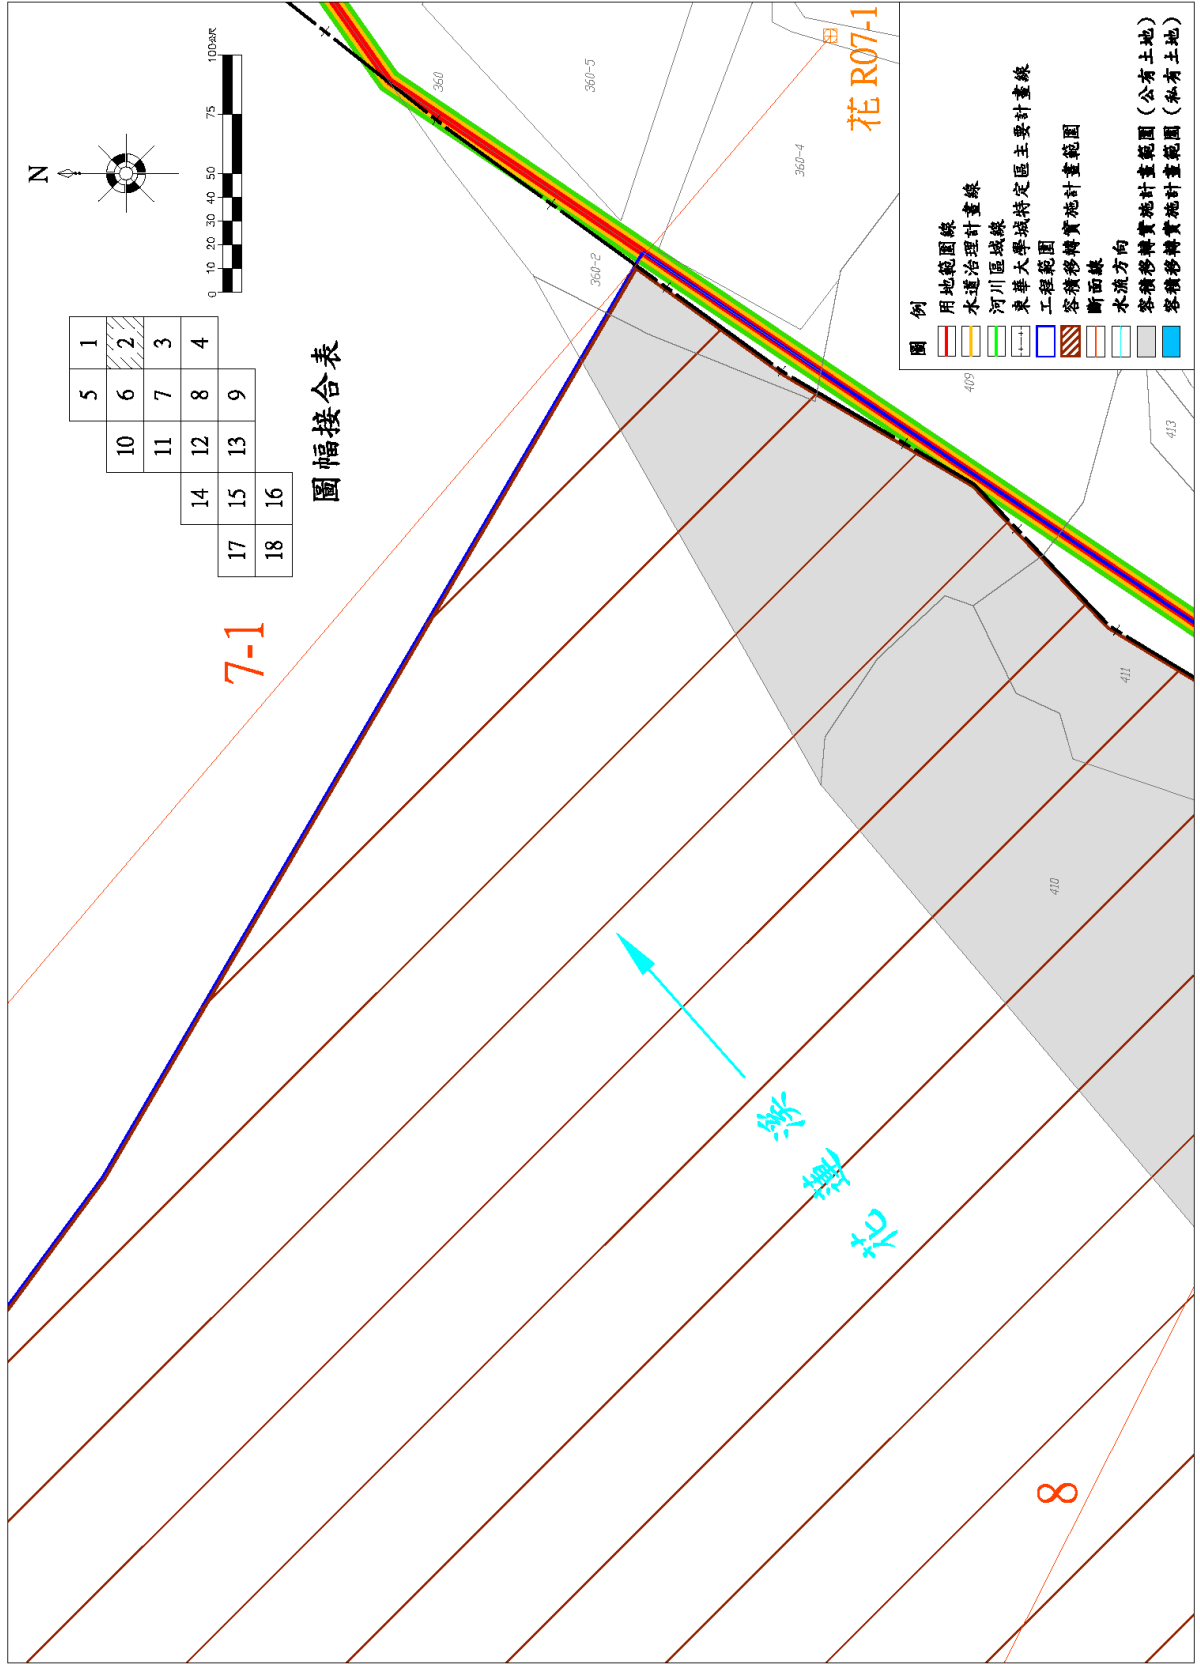 N
0 10 20 30 40 50 75 100公尺
5 1
10 6 2
11 7 3
14 12 8 4
17 15 13 9
18 16
圖幅接合表
7-1
360
360-5
花 R07-1
360-4
360-2
409
413
411
410
花蓮溪
8
圖 例
用地範圍線
水道治理計畫線
河川區域線
東華大學城特定區主要計畫線
工程範圍
容積移轉實施計畫範圍
斷面線
水流方向
容積移轉實施計畫範圍(公有土地)
容積移轉實施計畫範圍(私有土地)